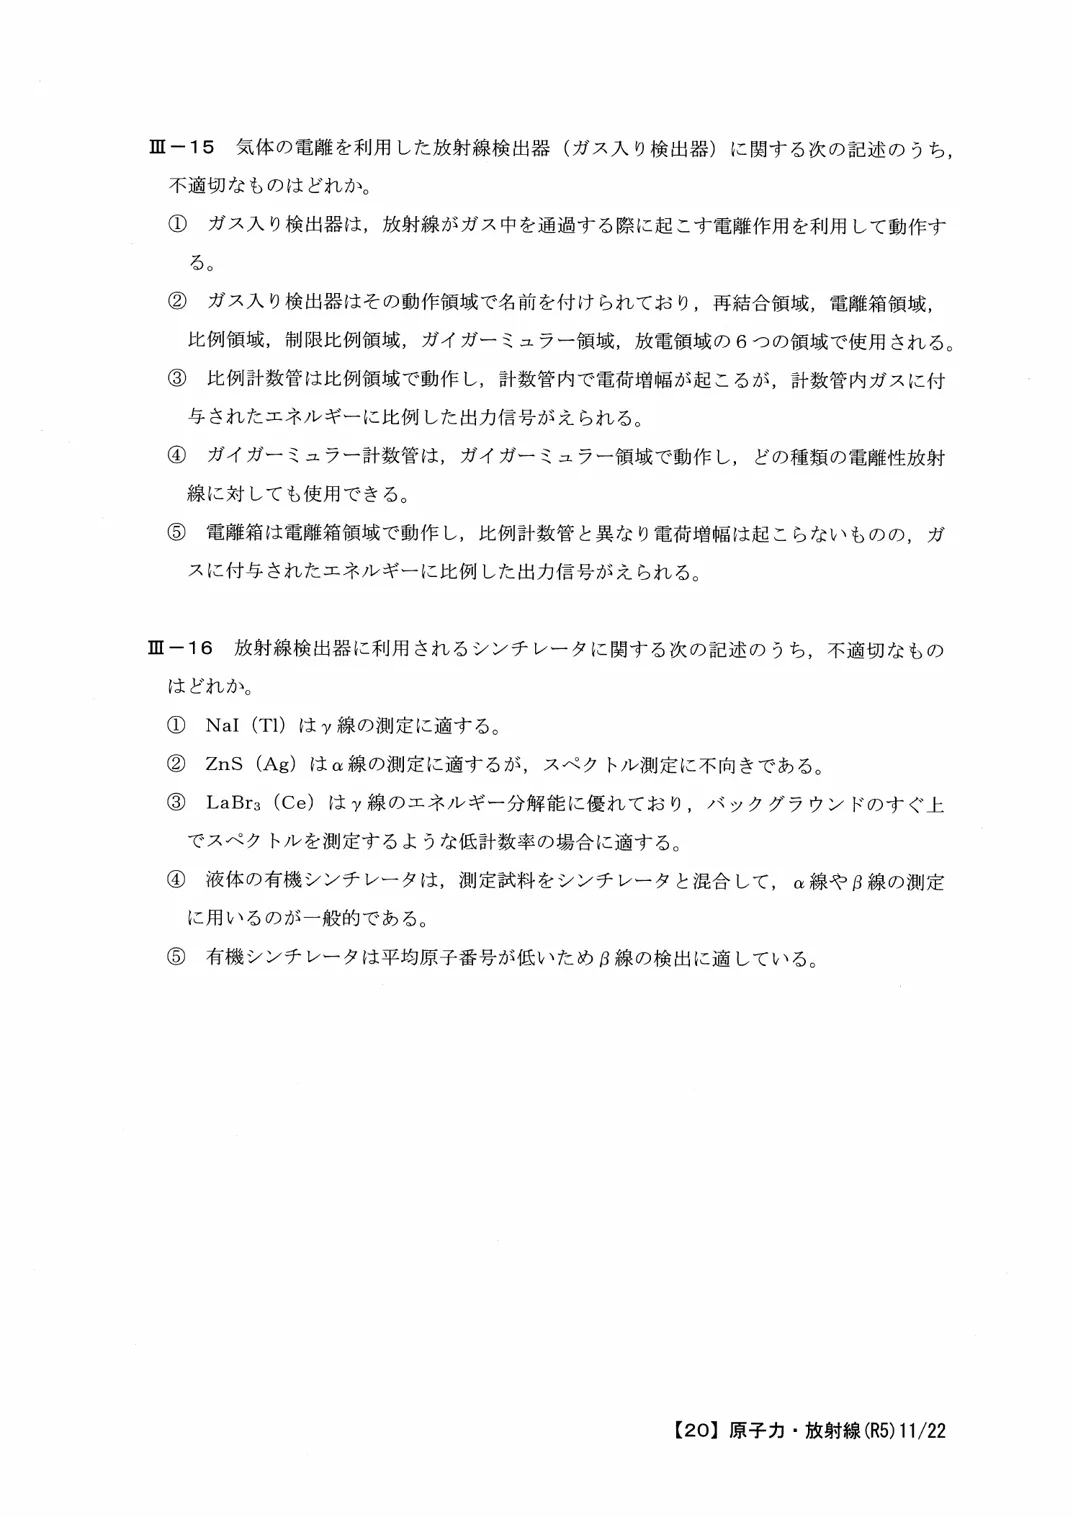 Ⅲ－15　気体の電離を利用した放射線検出器（ガス入り検出器）に関する次の記述のうち，
不適切なものはどれか。
①　ガス入り検出器は，放射線がガス中を通過する際に起こす電離作用を利用して動作す
る。
②　ガス入り検出器はその動作領域で名前を付けられており，再結合領域，電離箱領域，
比例領域，制限比例領域，ガイガーミュラー領域，放電領域の６つの領域で使用される。
③　比例計数管は比例領域で動作し，計数管内で電荷増幅が起こるが，計数管内ガスに付
与されたエネルギーに比例した出力信号がえられる。
④　ガイガーミュラー計数管は，ガイガーミュラー領域で動作し，どの種類の電離性放射
線に対しても使用できる。
⑤　電離箱は電離箱領域で動作し，比例計数管と異なり電荷増幅は起こらないものの，ガ
スに付与されたエネルギーに比例した出力信号がえられる。
Ⅲ－16　放射線検出器に利用されるシンチレータに関する次の記述のうち，不適切なもの
はどれか。
①　NaI（Tl）はγ線の測定に適する。
②　ZnS（Ag）はα線の測定に適するが，スペクトル測定に不向きである。
③　LaBr₃（Ce）はγ線のエネルギー分解能に優れており，バックグラウンドのすぐ上
でスペクトルを測定するような低計数率の場合に適する。
④　液体の有機シンチレータは，測定試料をシンチレータと混合して，α線やβ線の測定
に用いるのが一般的である。
⑤　有機シンチレータは平均原子番号が低いためβ線の検出に適している。
【20】原子力・放射線(R5)11/22